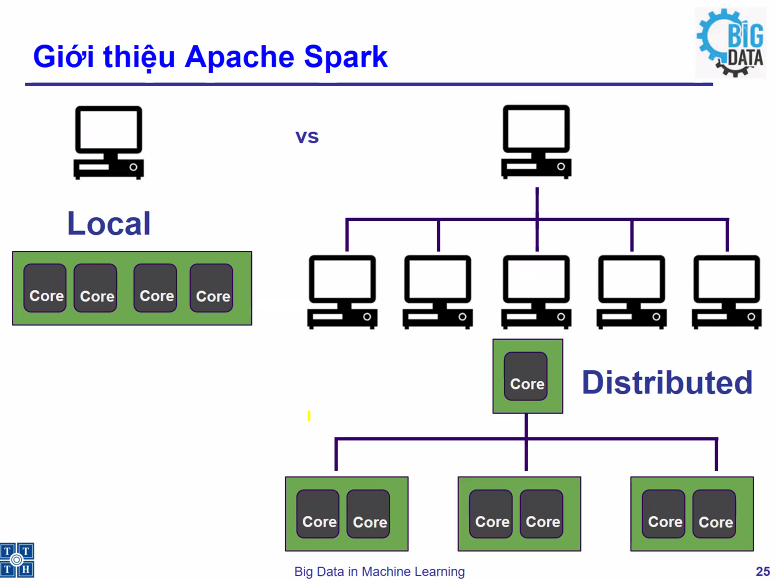 BIG
DATA
Giới thiệu Apache Spark
vs
Local
Core Core Core Core
Core
Distributed
Core Core Core Core Core Core
T T
T H
Big Data in Machine Learning
25